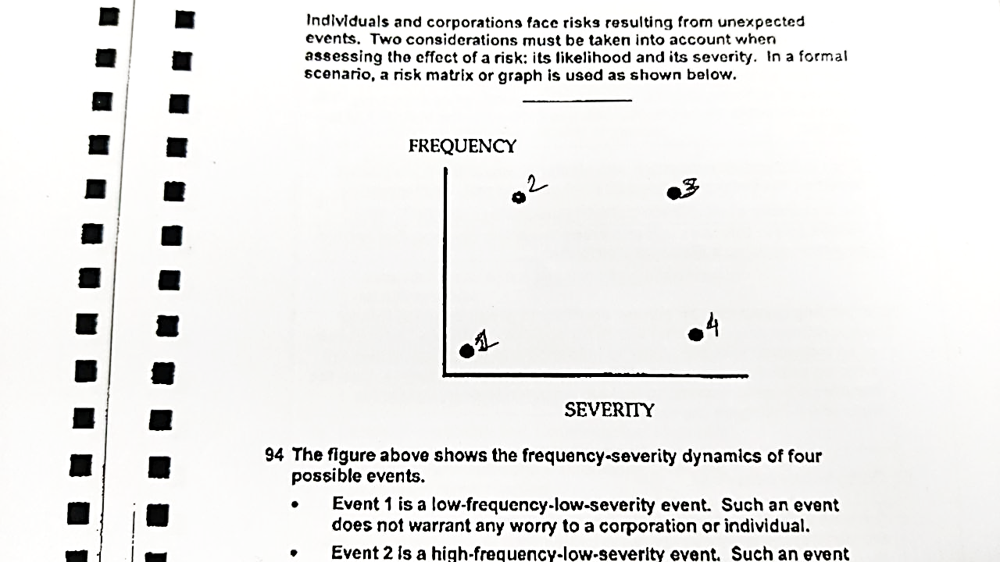 Individuals and corporations face risks resulting from unexpected
events. Two considerations must be taken into account when
assessing the effect of a risk: its likelihood and its severity. In a formal
scenario, a risk matrix or graph is used as shown below.
FREQUENCY
2
3
1
4
SEVERITY
94 The figure above shows the frequency-severity dynamics of four
possible events.
• Event 1 is a low-frequency-low-severity event. Such an event
does not warrant any worry to a corporation or individual.
• Event 2 is a high-frequency-low-severity event. Such an event